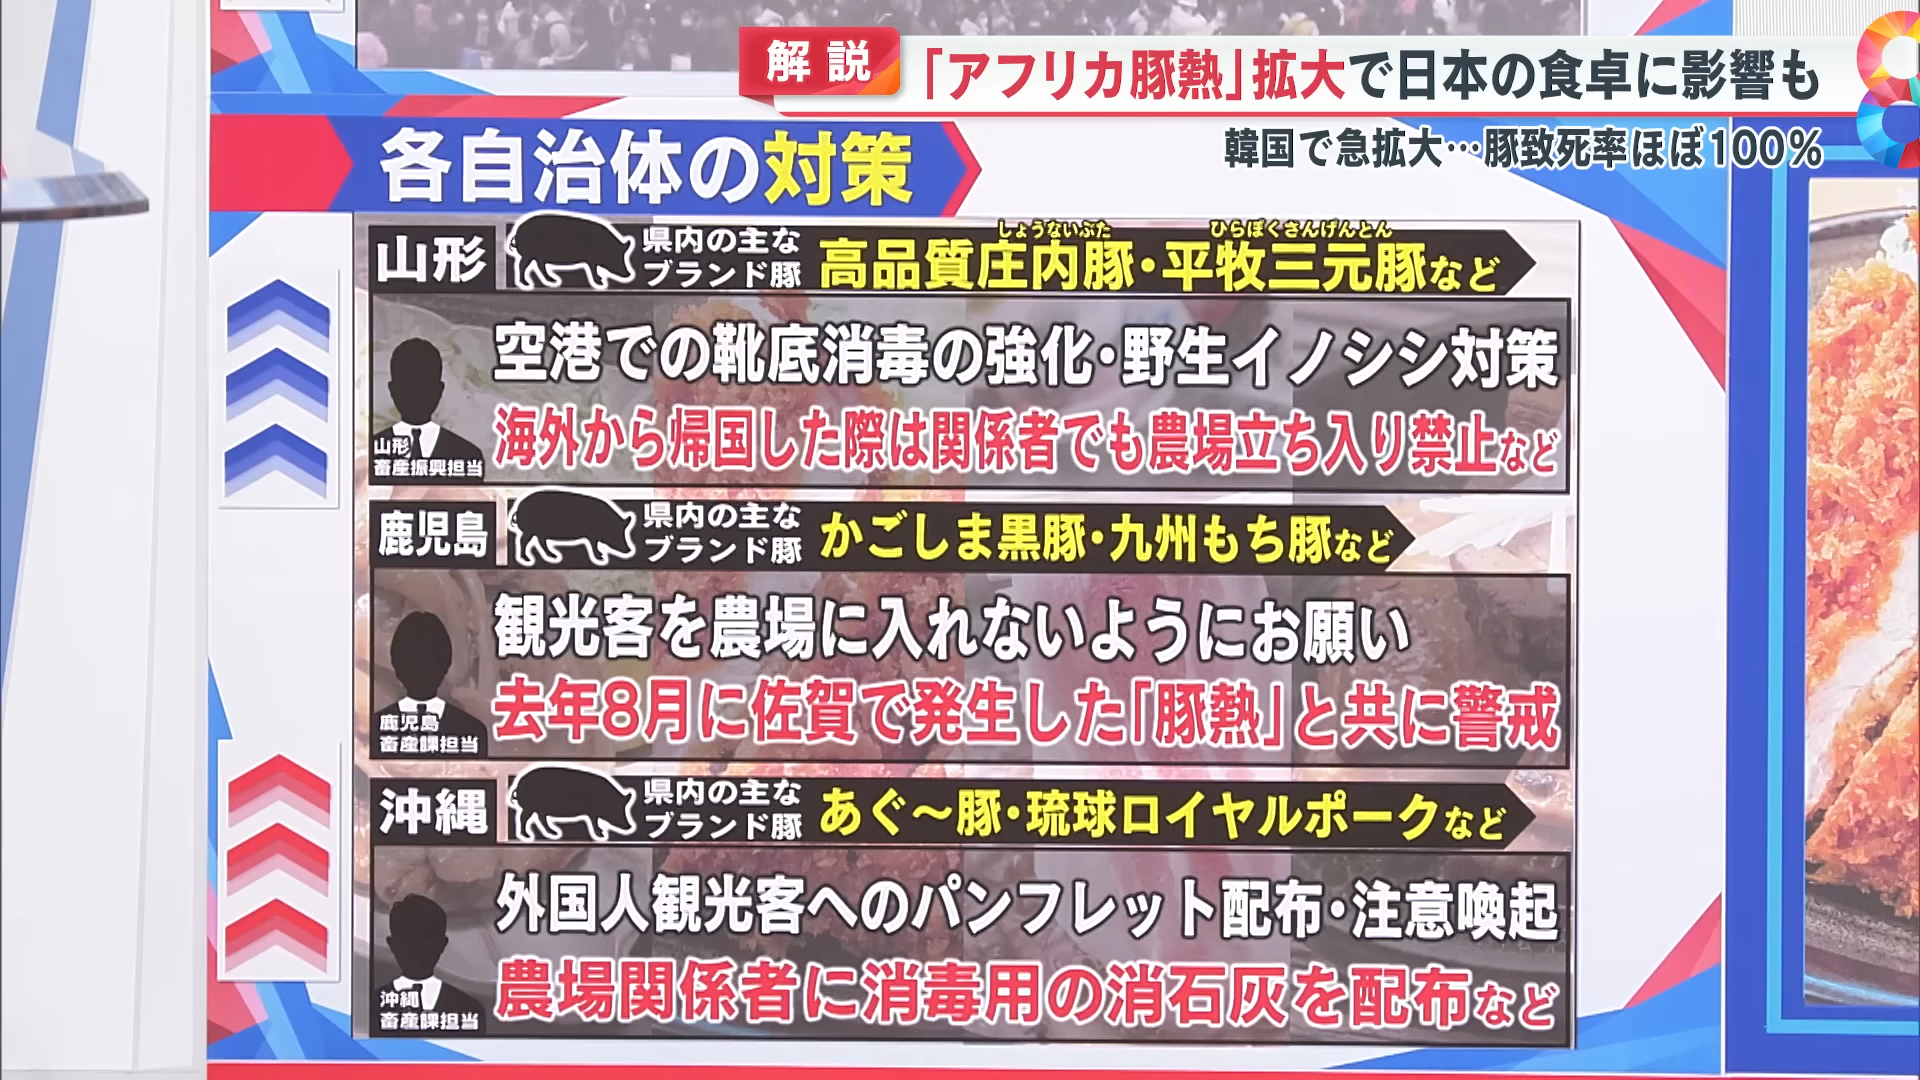 解説
「アフリカ豚熱」拡大で日本の食卓に影響も
韓国で急拡大…豚致死率ほぼ100%
各自治体の対策
山形
県内の主な
ブランド豚
しょうないぶた ひらぼくさんげんとん
高品質庄内豚・平牧三元豚など
空港での靴底消毒の強化・野生イノシシ対策
海外から帰国した際は関係者でも農場立ち入り禁止など
山形
畜産振興担当
鹿児島
県内の主な
ブランド豚
かごしま黒豚・九州もち豚など
観光客を農場に入れないようにお願い
去年8月に佐賀で発生した「豚熱」と共に警戒
鹿児島
畜産課担当
沖縄
県内の主な
ブランド豚
あぐ〜豚・琉球ロイヤルポークなど
外国人観光客へのパンフレット配布・注意喚起
農場関係者に消毒用の消石灰を配布など
沖縄
畜産課担当